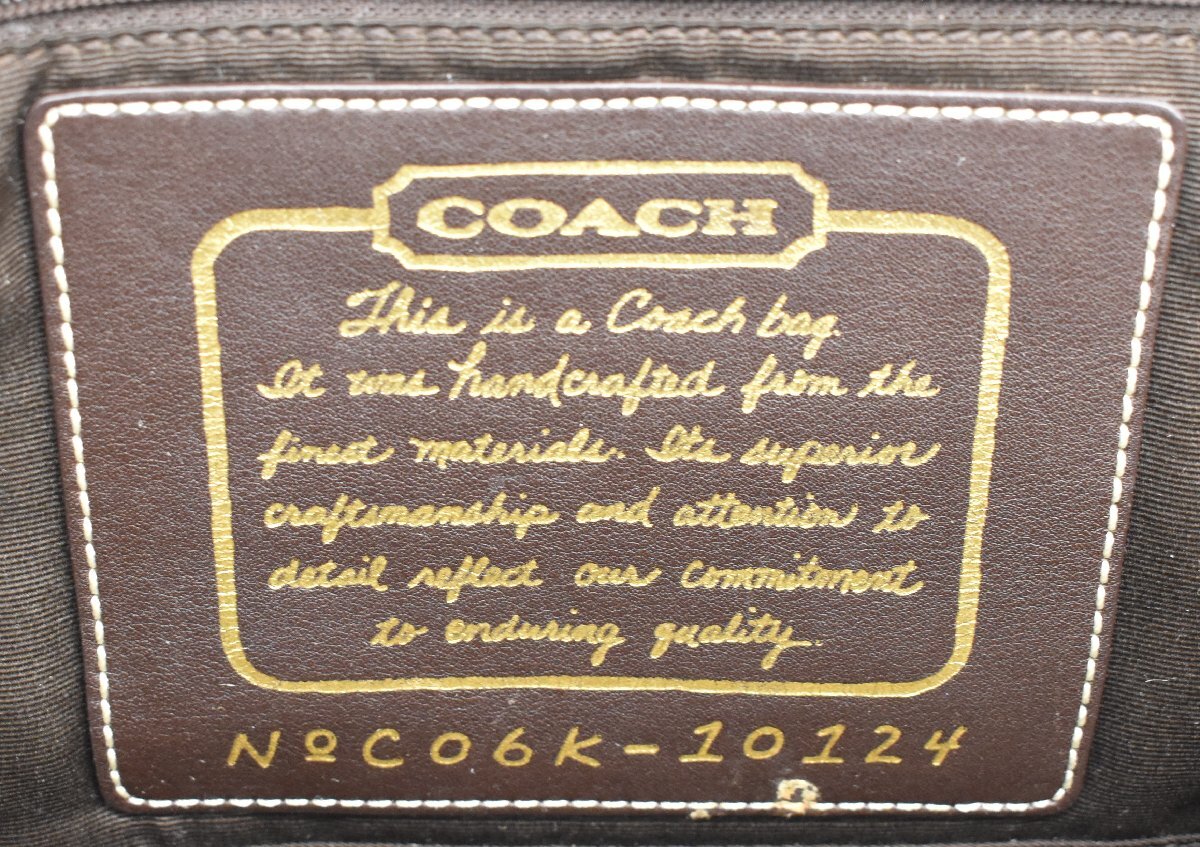 COACH
This is a Coach bag.
It was handcrafted from the
finest materials. Its superior
craftsmanship and attention to
detail reflect our commitment
to enduring quality.
NºC06K-10124